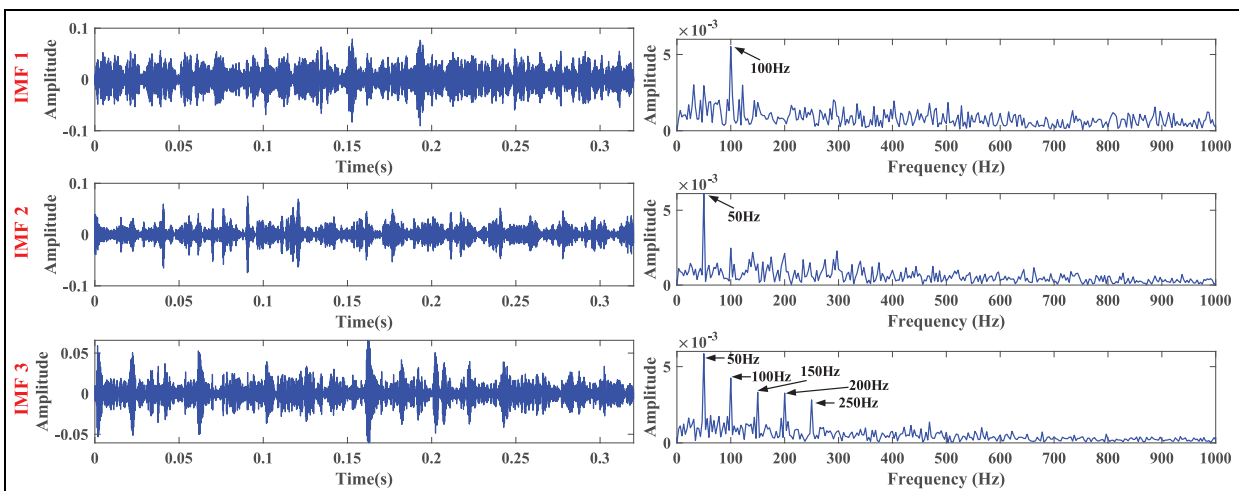 IMF 1
Amplitude
0.1
0
-0.1
0 0.05 0.1 0.15 0.2 0.25 0.3
Time(s)
×10⁻³
Amplitude
5
0
100Hz
0 100 200 300 400 500 600 700 800 900 1000
Frequency (Hz)
IMF 2
Amplitude
0.1
0
-0.1
0 0.05 0.1 0.15 0.2 0.25 0.3
Time(s)
×10⁻³
Amplitude
5
0
50Hz
0 100 200 300 400 500 600 700 800 900 1000
Frequency (Hz)
IMF 3
Amplitude
0.05
0
-0.05
0 0.05 0.1 0.15 0.2 0.25 0.3
Time(s)
×10⁻³
Amplitude
5
0
50Hz
100Hz
150Hz
200Hz
250Hz
0 100 200 300 400 500 600 700 800 900 1000
Frequency (Hz)